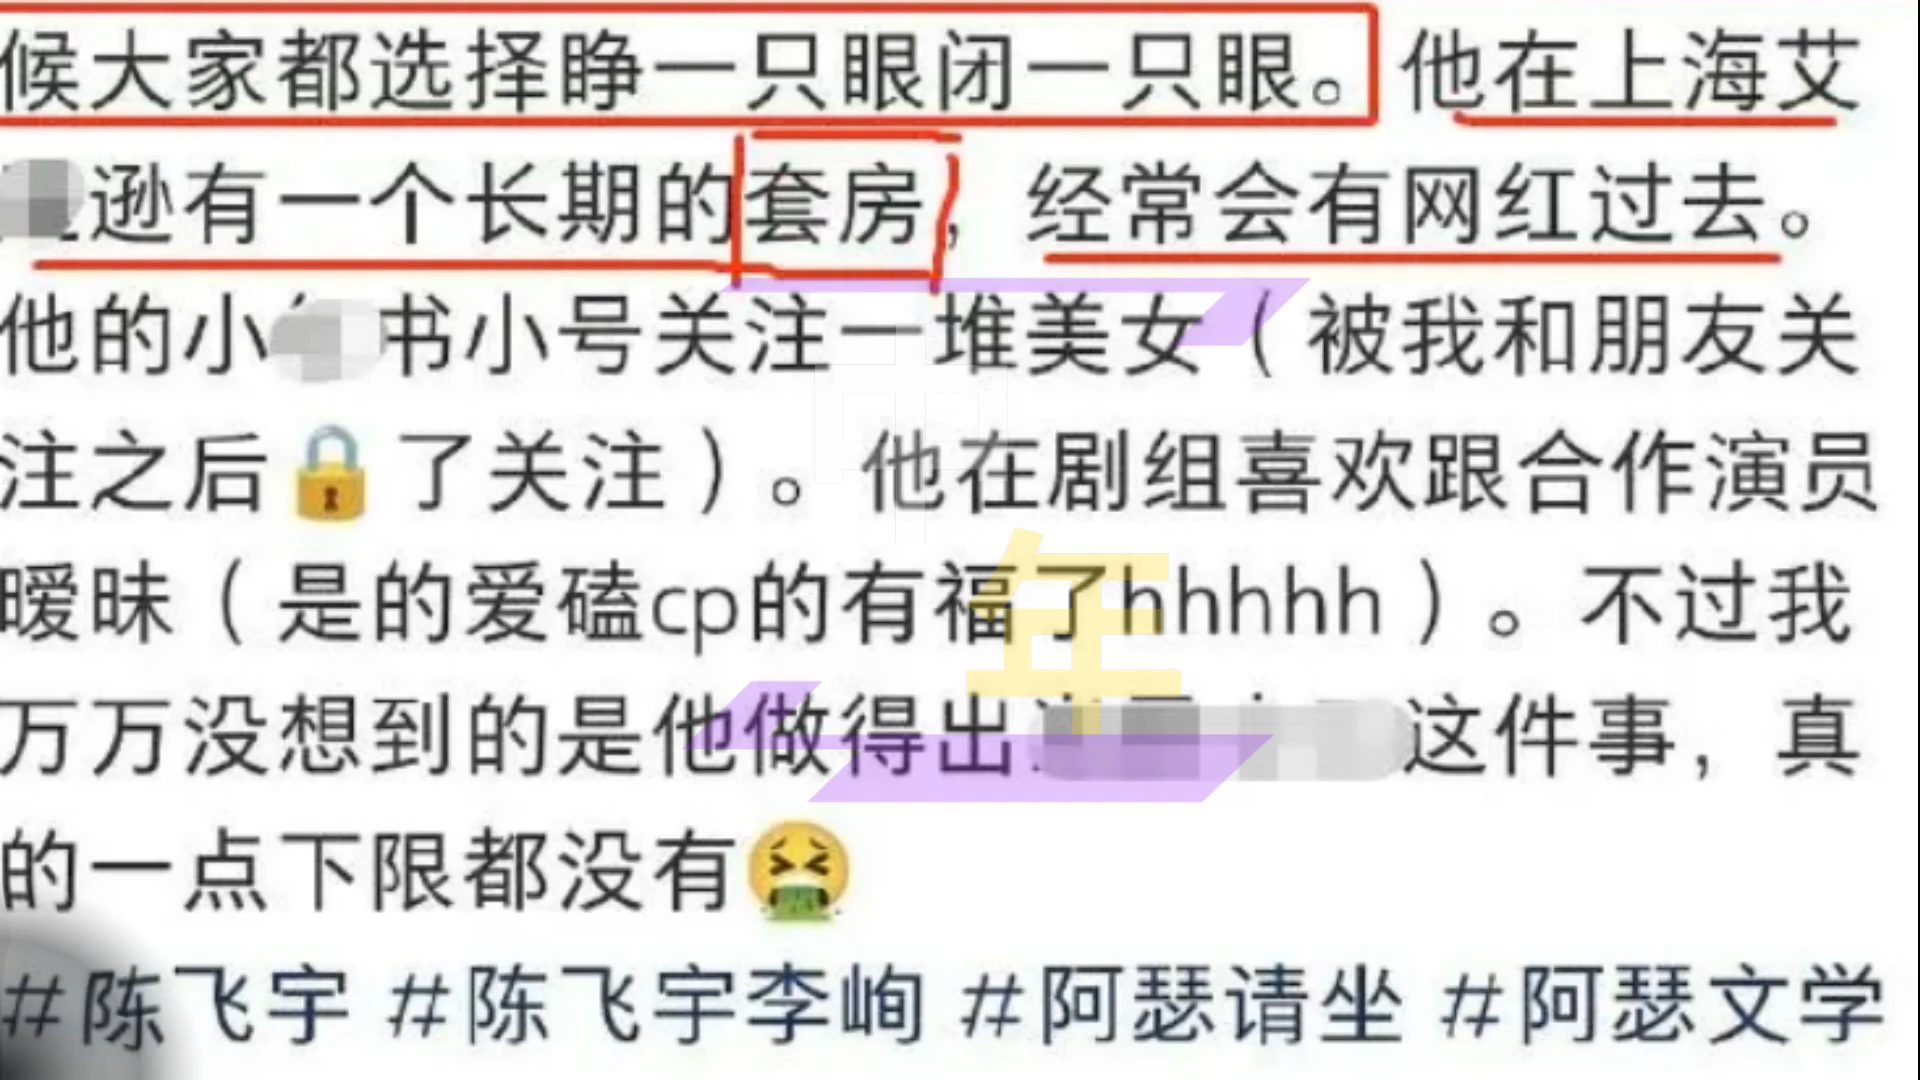 候大家都选择睁一只眼闭一只眼。他在上海艾
逊有一个长期的套房，经常会有网红过去。
他的小书小号关注一堆美女（被我和朋友关
注之后🔒了关注）。他在剧组喜欢跟合作演员
暧昧（是的爱磕cp的有福了hhhhh）。不过我
万万没想到的是他做得出这件事，真
的一点下限都没有🤮
#陈飞宇 #陈飞宇李峋 #阿瑟请坐 #阿瑟文学